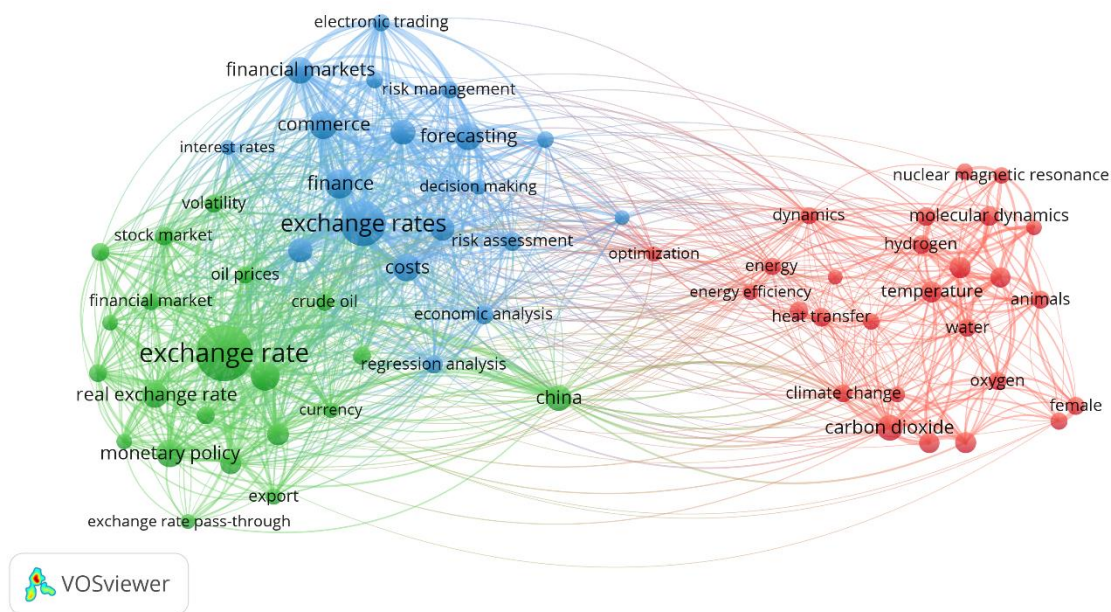 electronic trading
financial markets
risk management
commerce
forecasting
interest rates
finance
decision making
volatility
exchange rates
stock market
risk assessment
oil prices
costs
financial market
crude oil
economic analysis
exchange rate
regression analysis
real exchange rate
currency
china
monetary policy
export
exchange rate pass-through
nuclear magnetic resonance
dynamics
molecular dynamics
hydrogen
optimization
energy
energy efficiency
temperature
animals
heat transfer
water
climate change
oxygen
female
carbon dioxide
VOSviewer